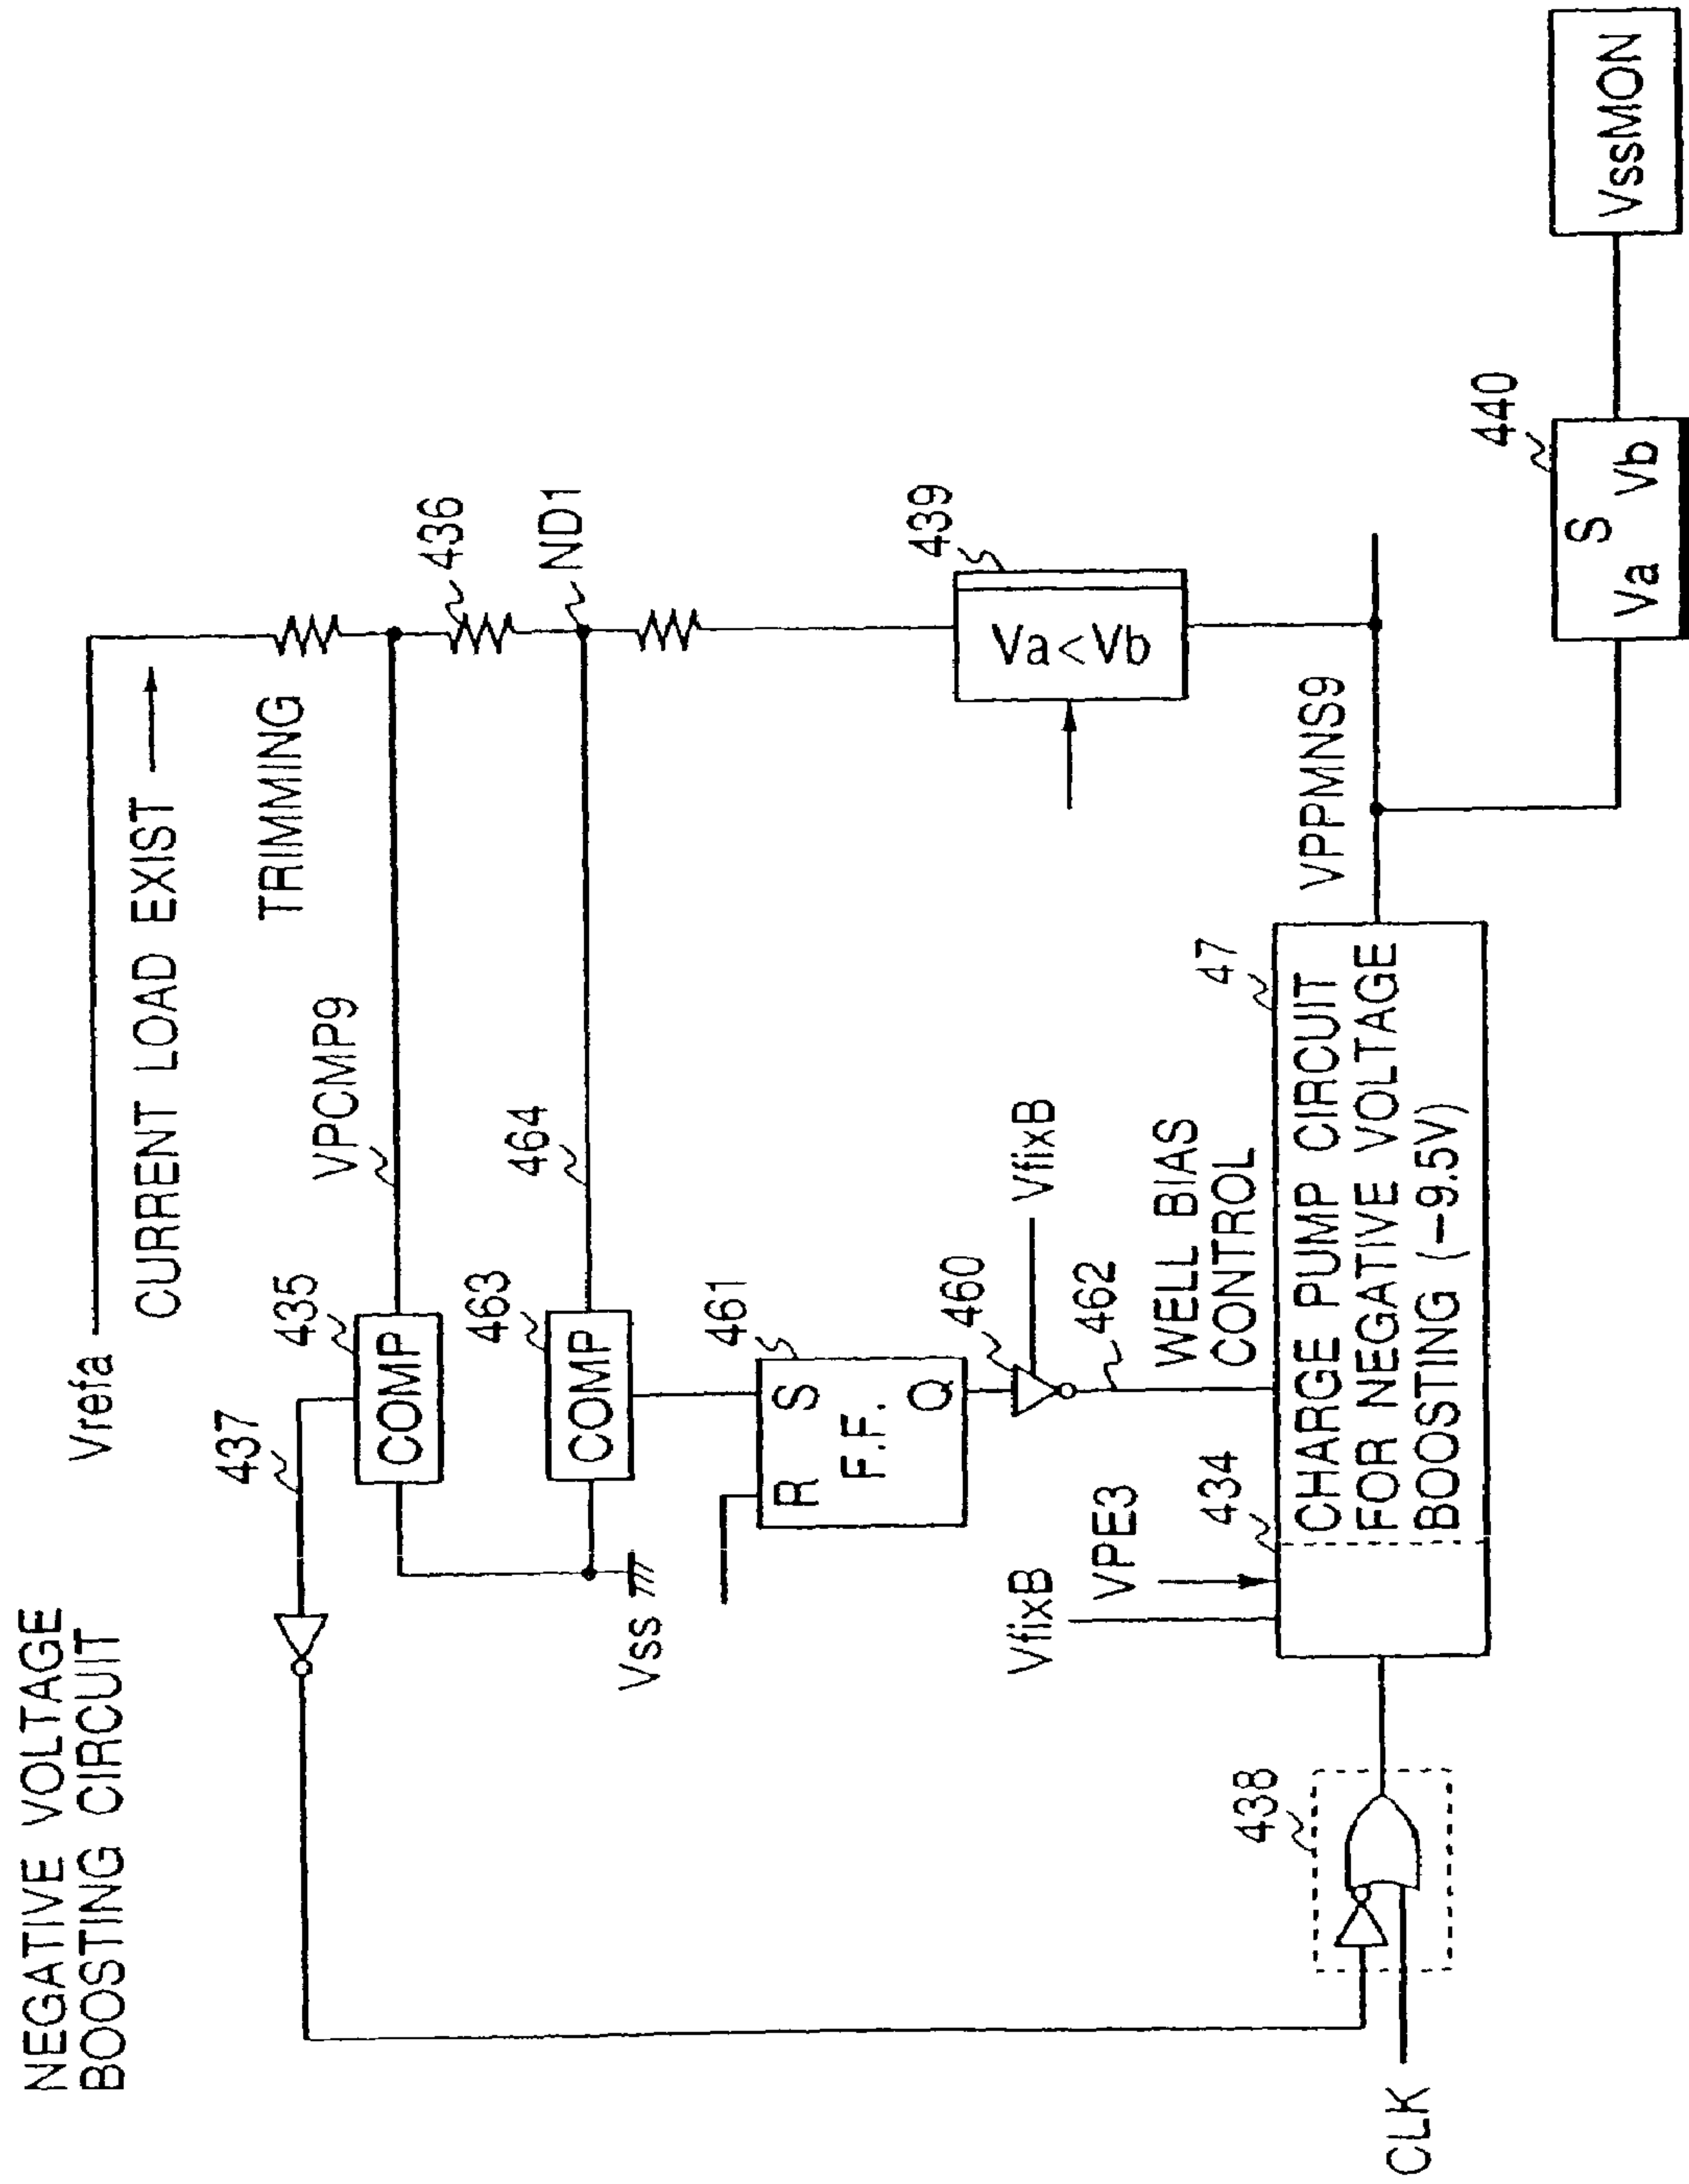 NEGATIVE VOLTAGE
BOOSTING CIRCUIT
Vrefa
CURRENT LOAD EXIST
437
435
COMP
VPCMP9
TRIMMING
436
463
COMP
464
ND1
Vss
461
R S
F.F.
Q
460
VfixB
462
WELL BIAS
CONTROL
439
Va<Vb
VfixB
VPE3
434
47
CHARGE PUMP CIRCUIT
FOR NEGATIVE VOLTAGE
BOOSTING (-9.5V)
VPPMNS9
438
CLK
440
S
Va Vb
VssMON